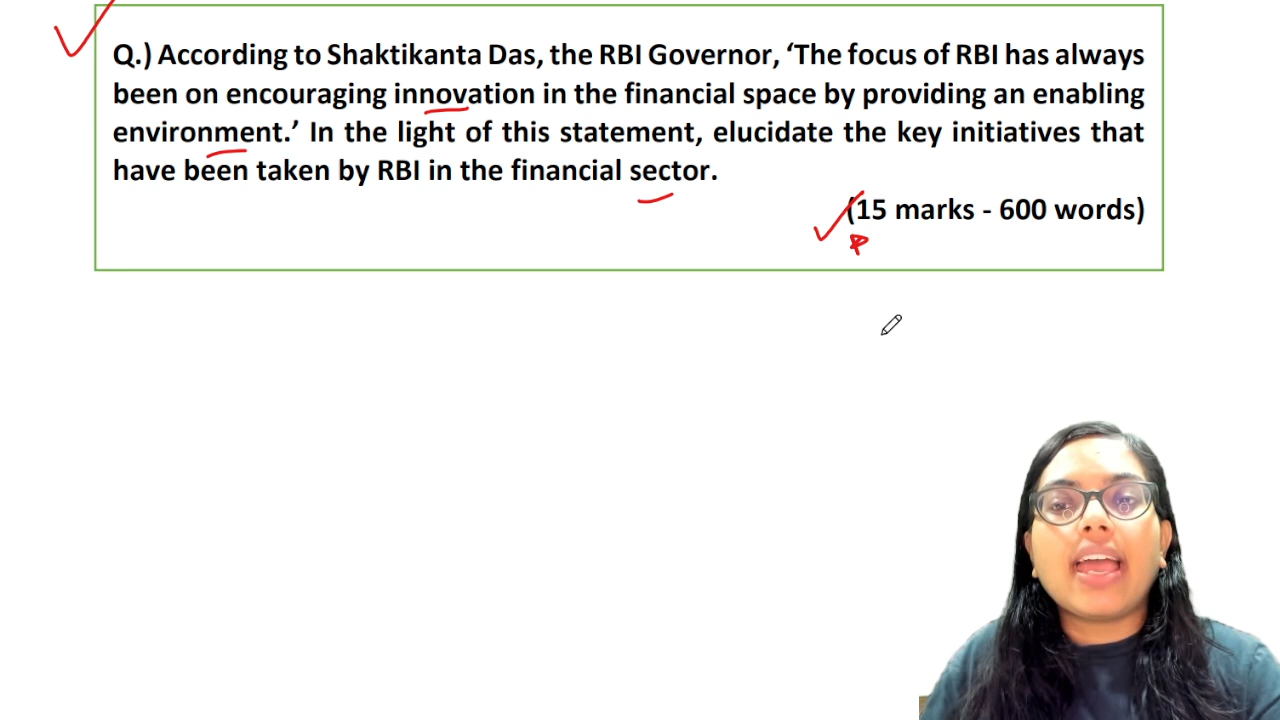 Q.) According to Shaktikanta Das, the RBI Governor, ‘The focus of RBI has always
been on encouraging innovation in the financial space by providing an enabling
environment.’ In the light of this statement, elucidate the key initiatives that
have been taken by RBI in the financial sector.
(15 marks - 600 words)